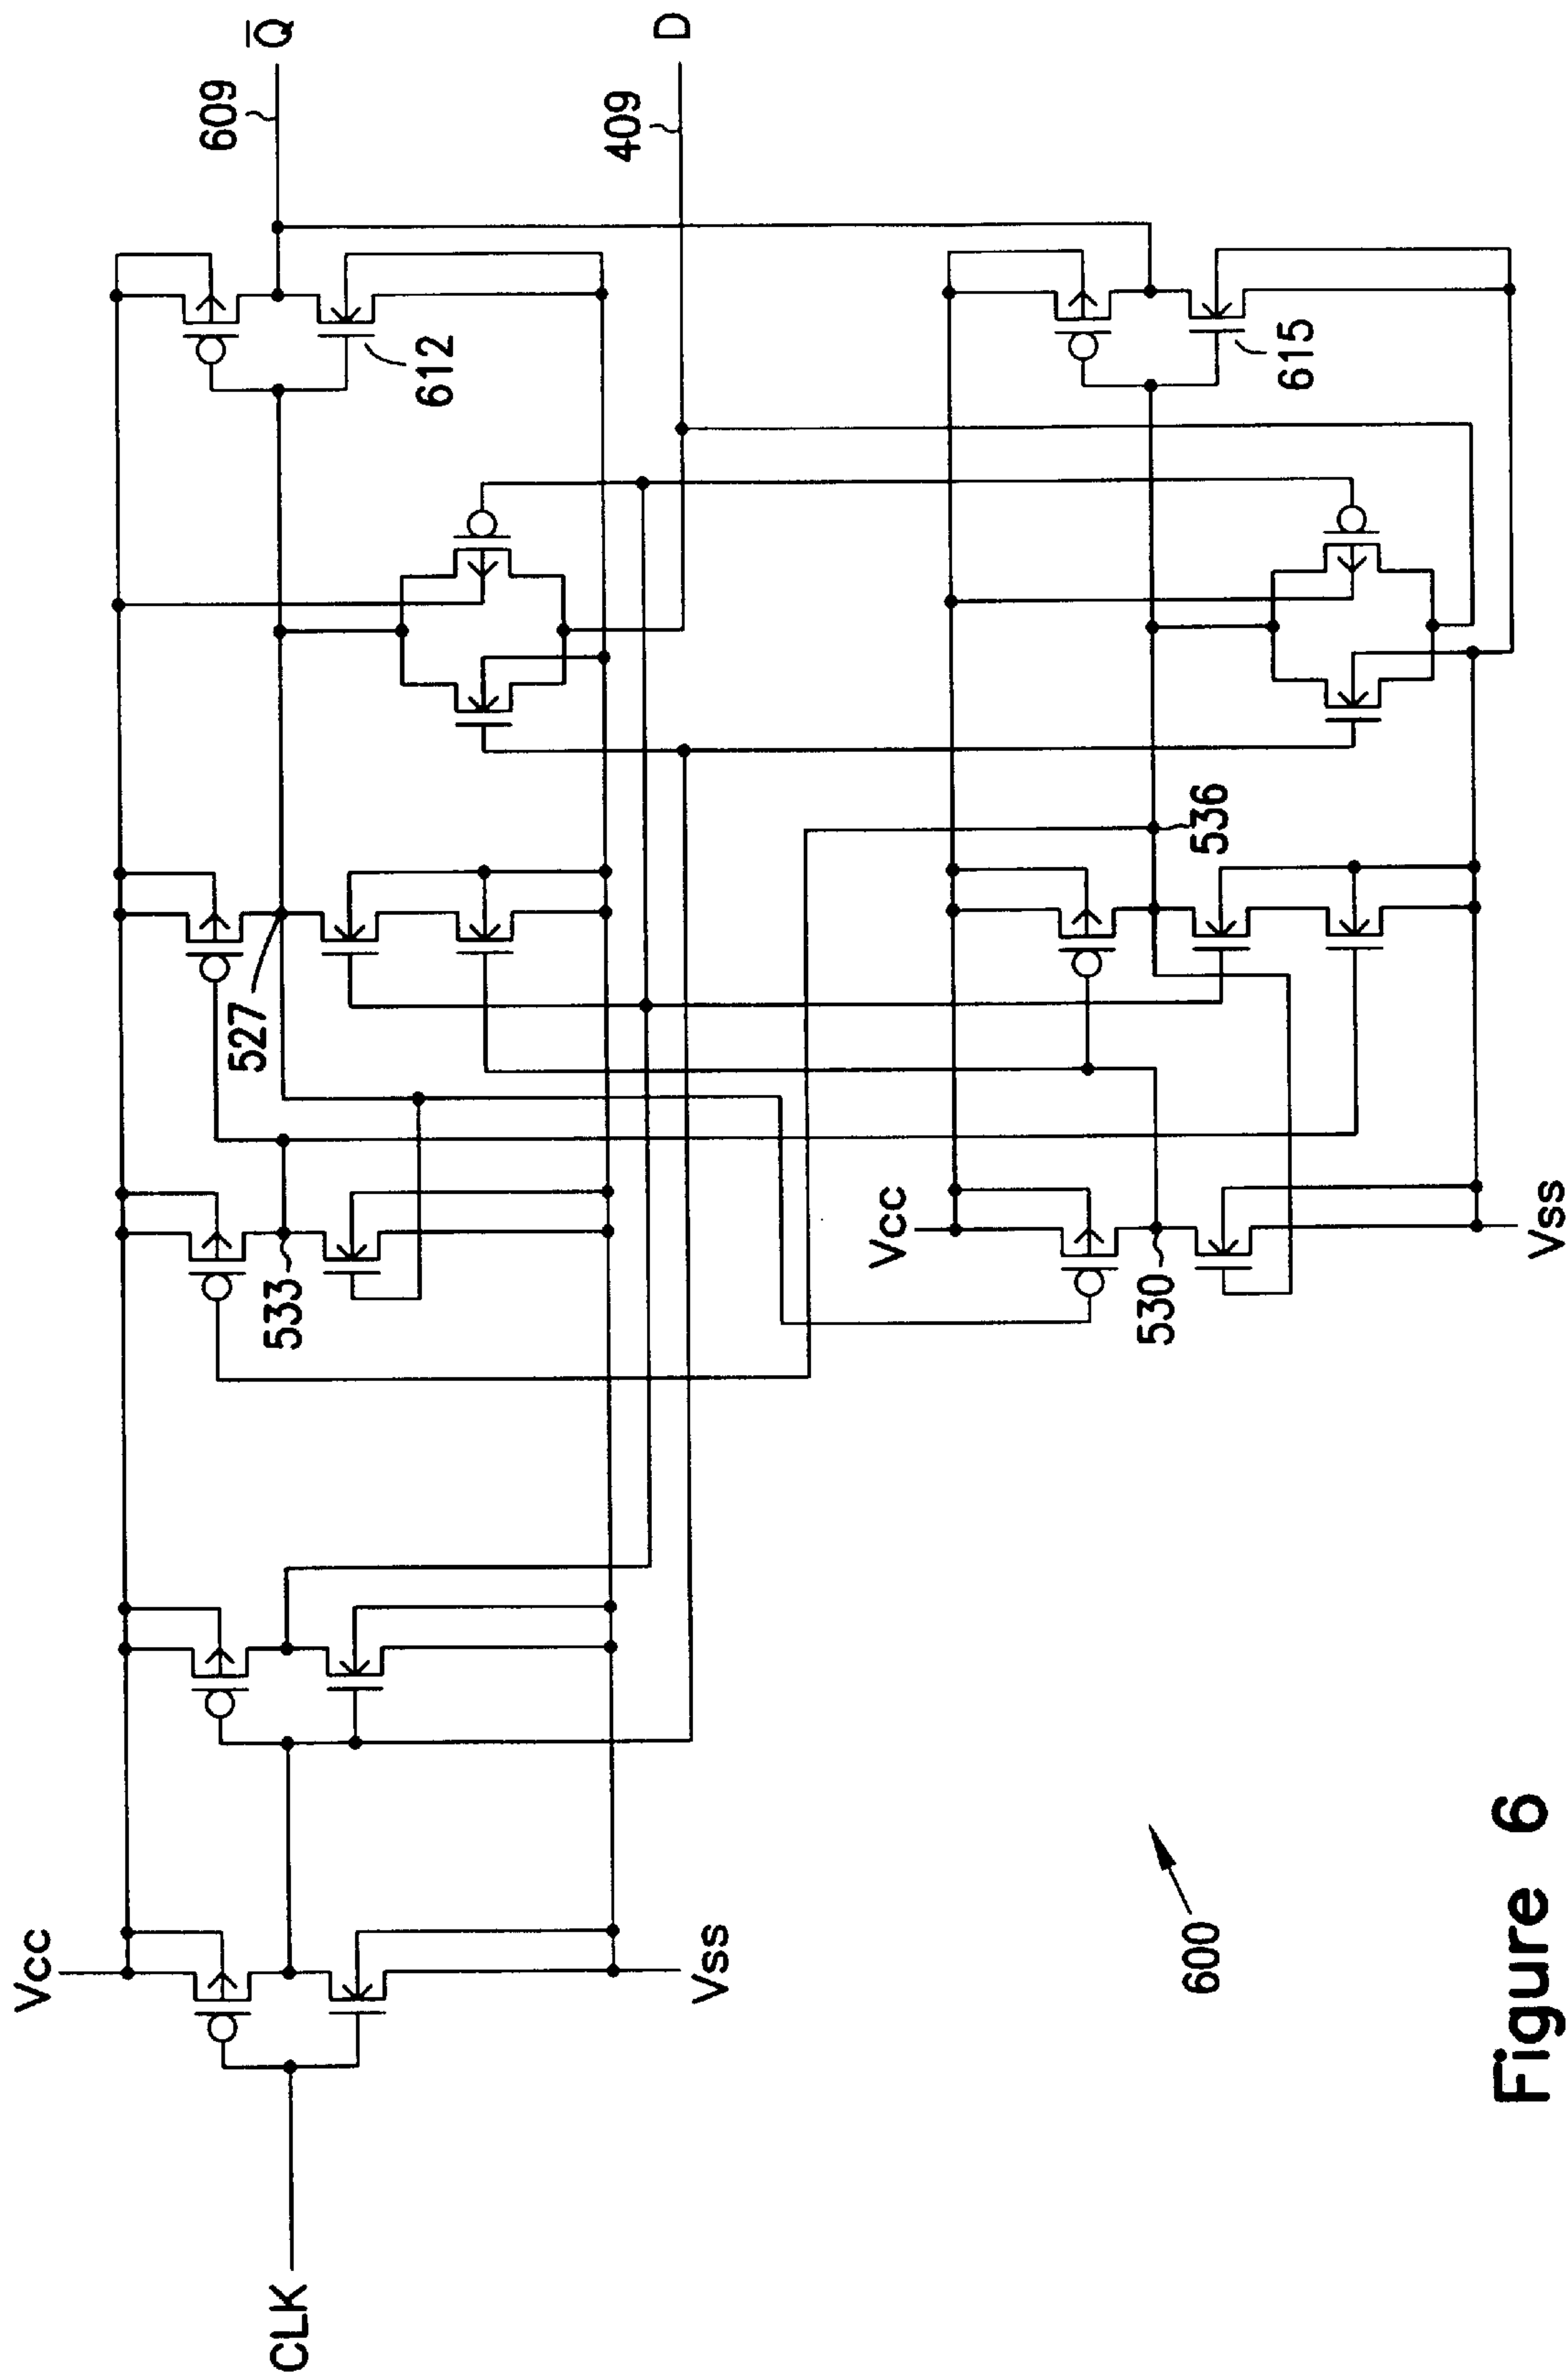 Vcc
CLK
Vss
533
527
612
609
Q̅
409
D
Vcc
530
536
615
Vss
600
Figure 6